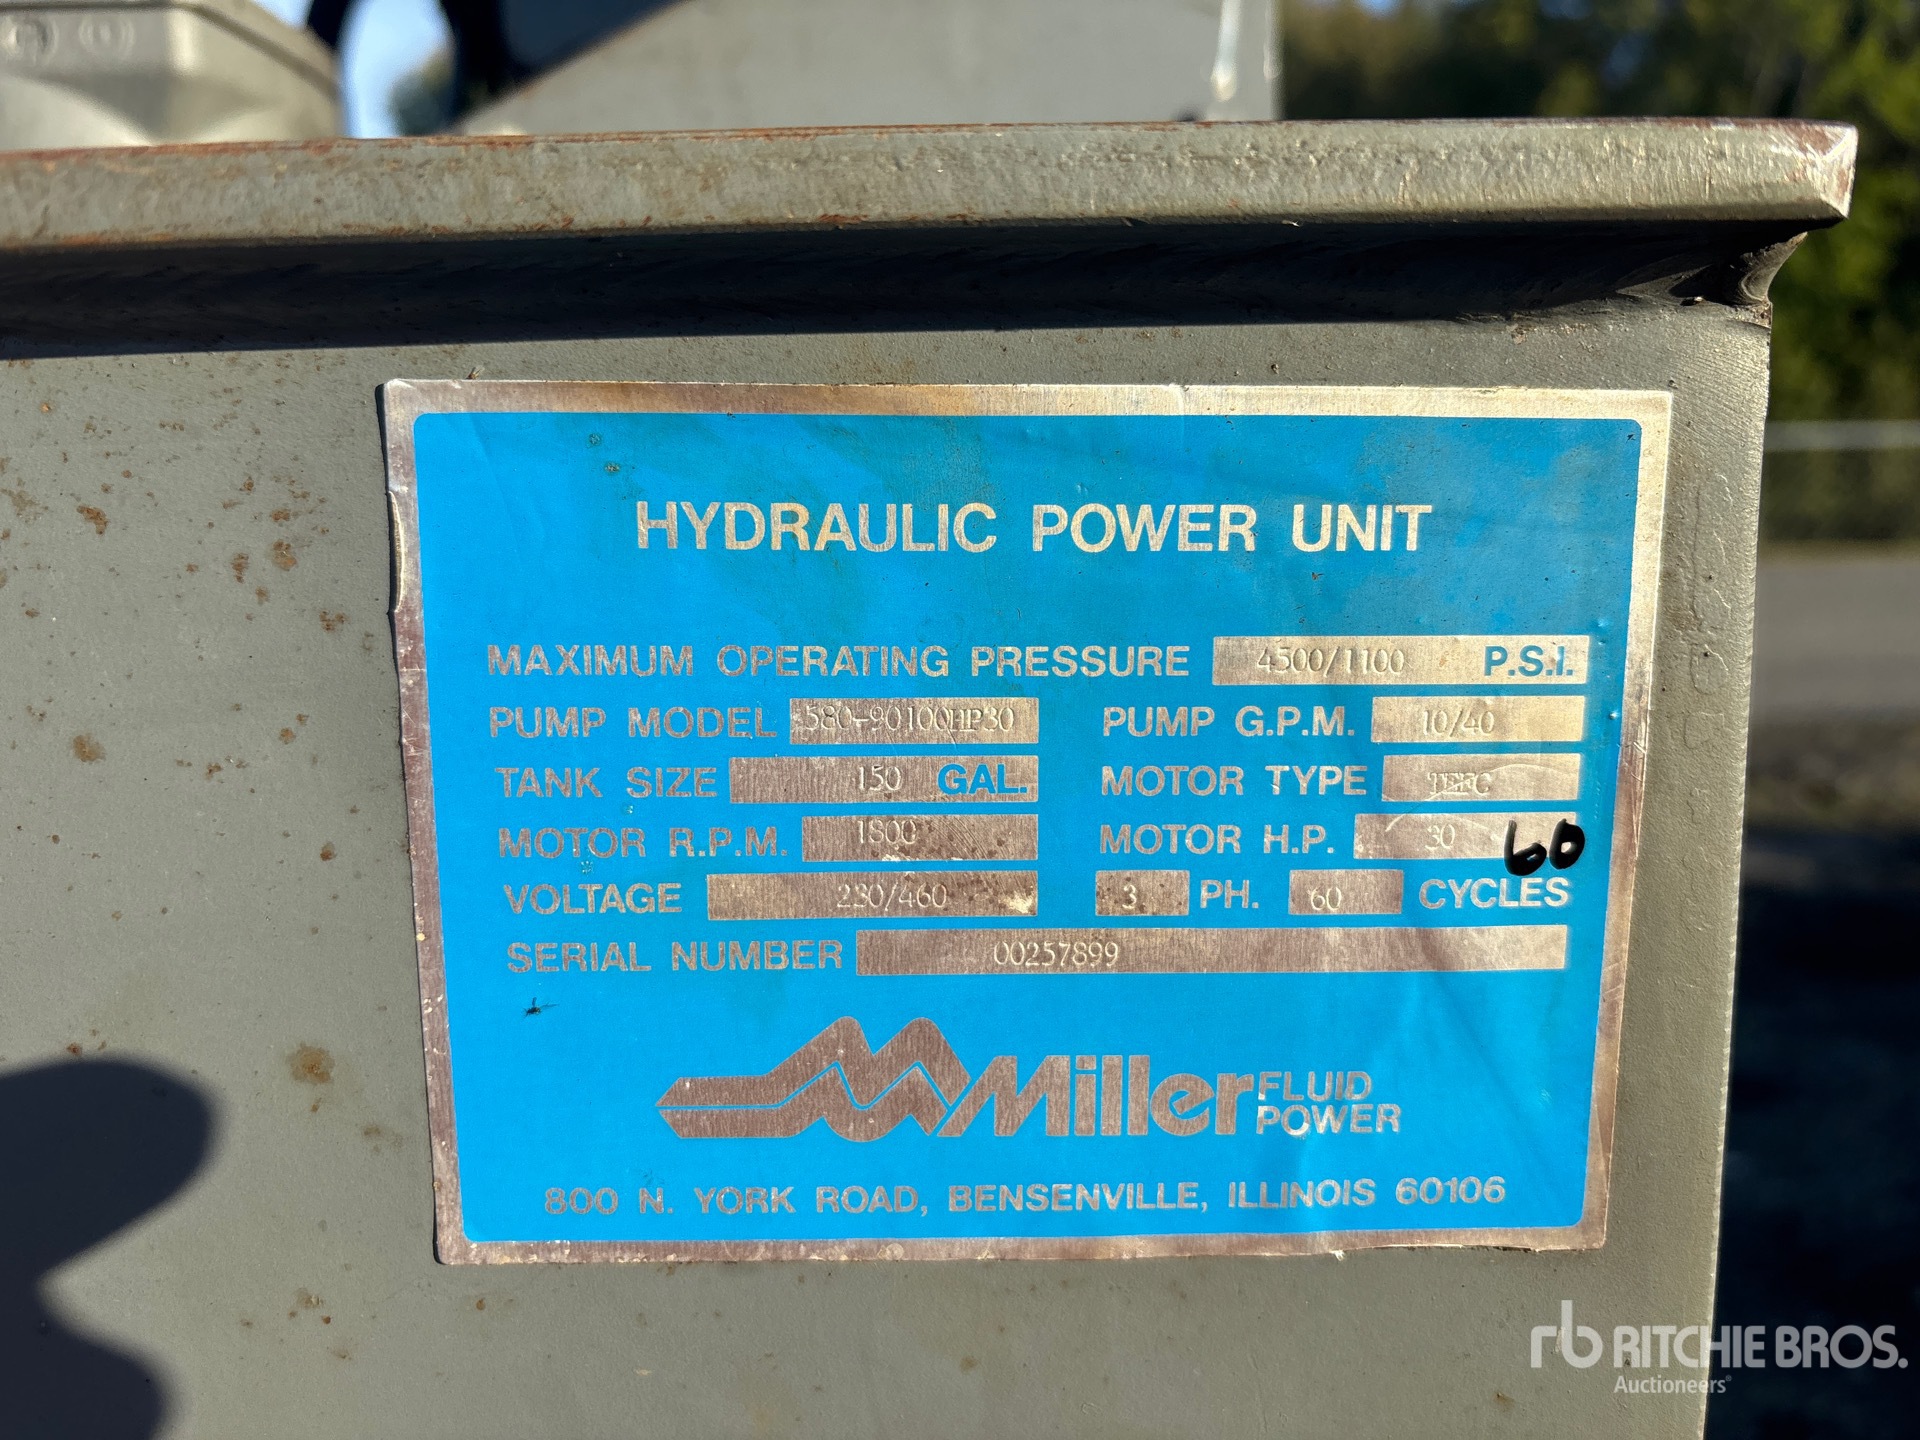 HYDRAULIC POWER UNIT
MAXIMUM OPERATING PRESSURE 4500/1100 P.S.I.
PUMP MODEL 580-90100HP30 PUMP G.P.M. 10/40
TANK SIZE 150 GAL. MOTOR TYPE TEFC
MOTOR R.P.M. 1800 MOTOR H.P. 30 60
VOLTAGE 230/460 3 PH. 60 CYCLES
SERIAL NUMBER 00257899
Miller FLUID
POWER
800 N. YORK ROAD, BENSENVILLE, ILLINOIS 60106
rb RITCHIE BROS.
Auctioneers